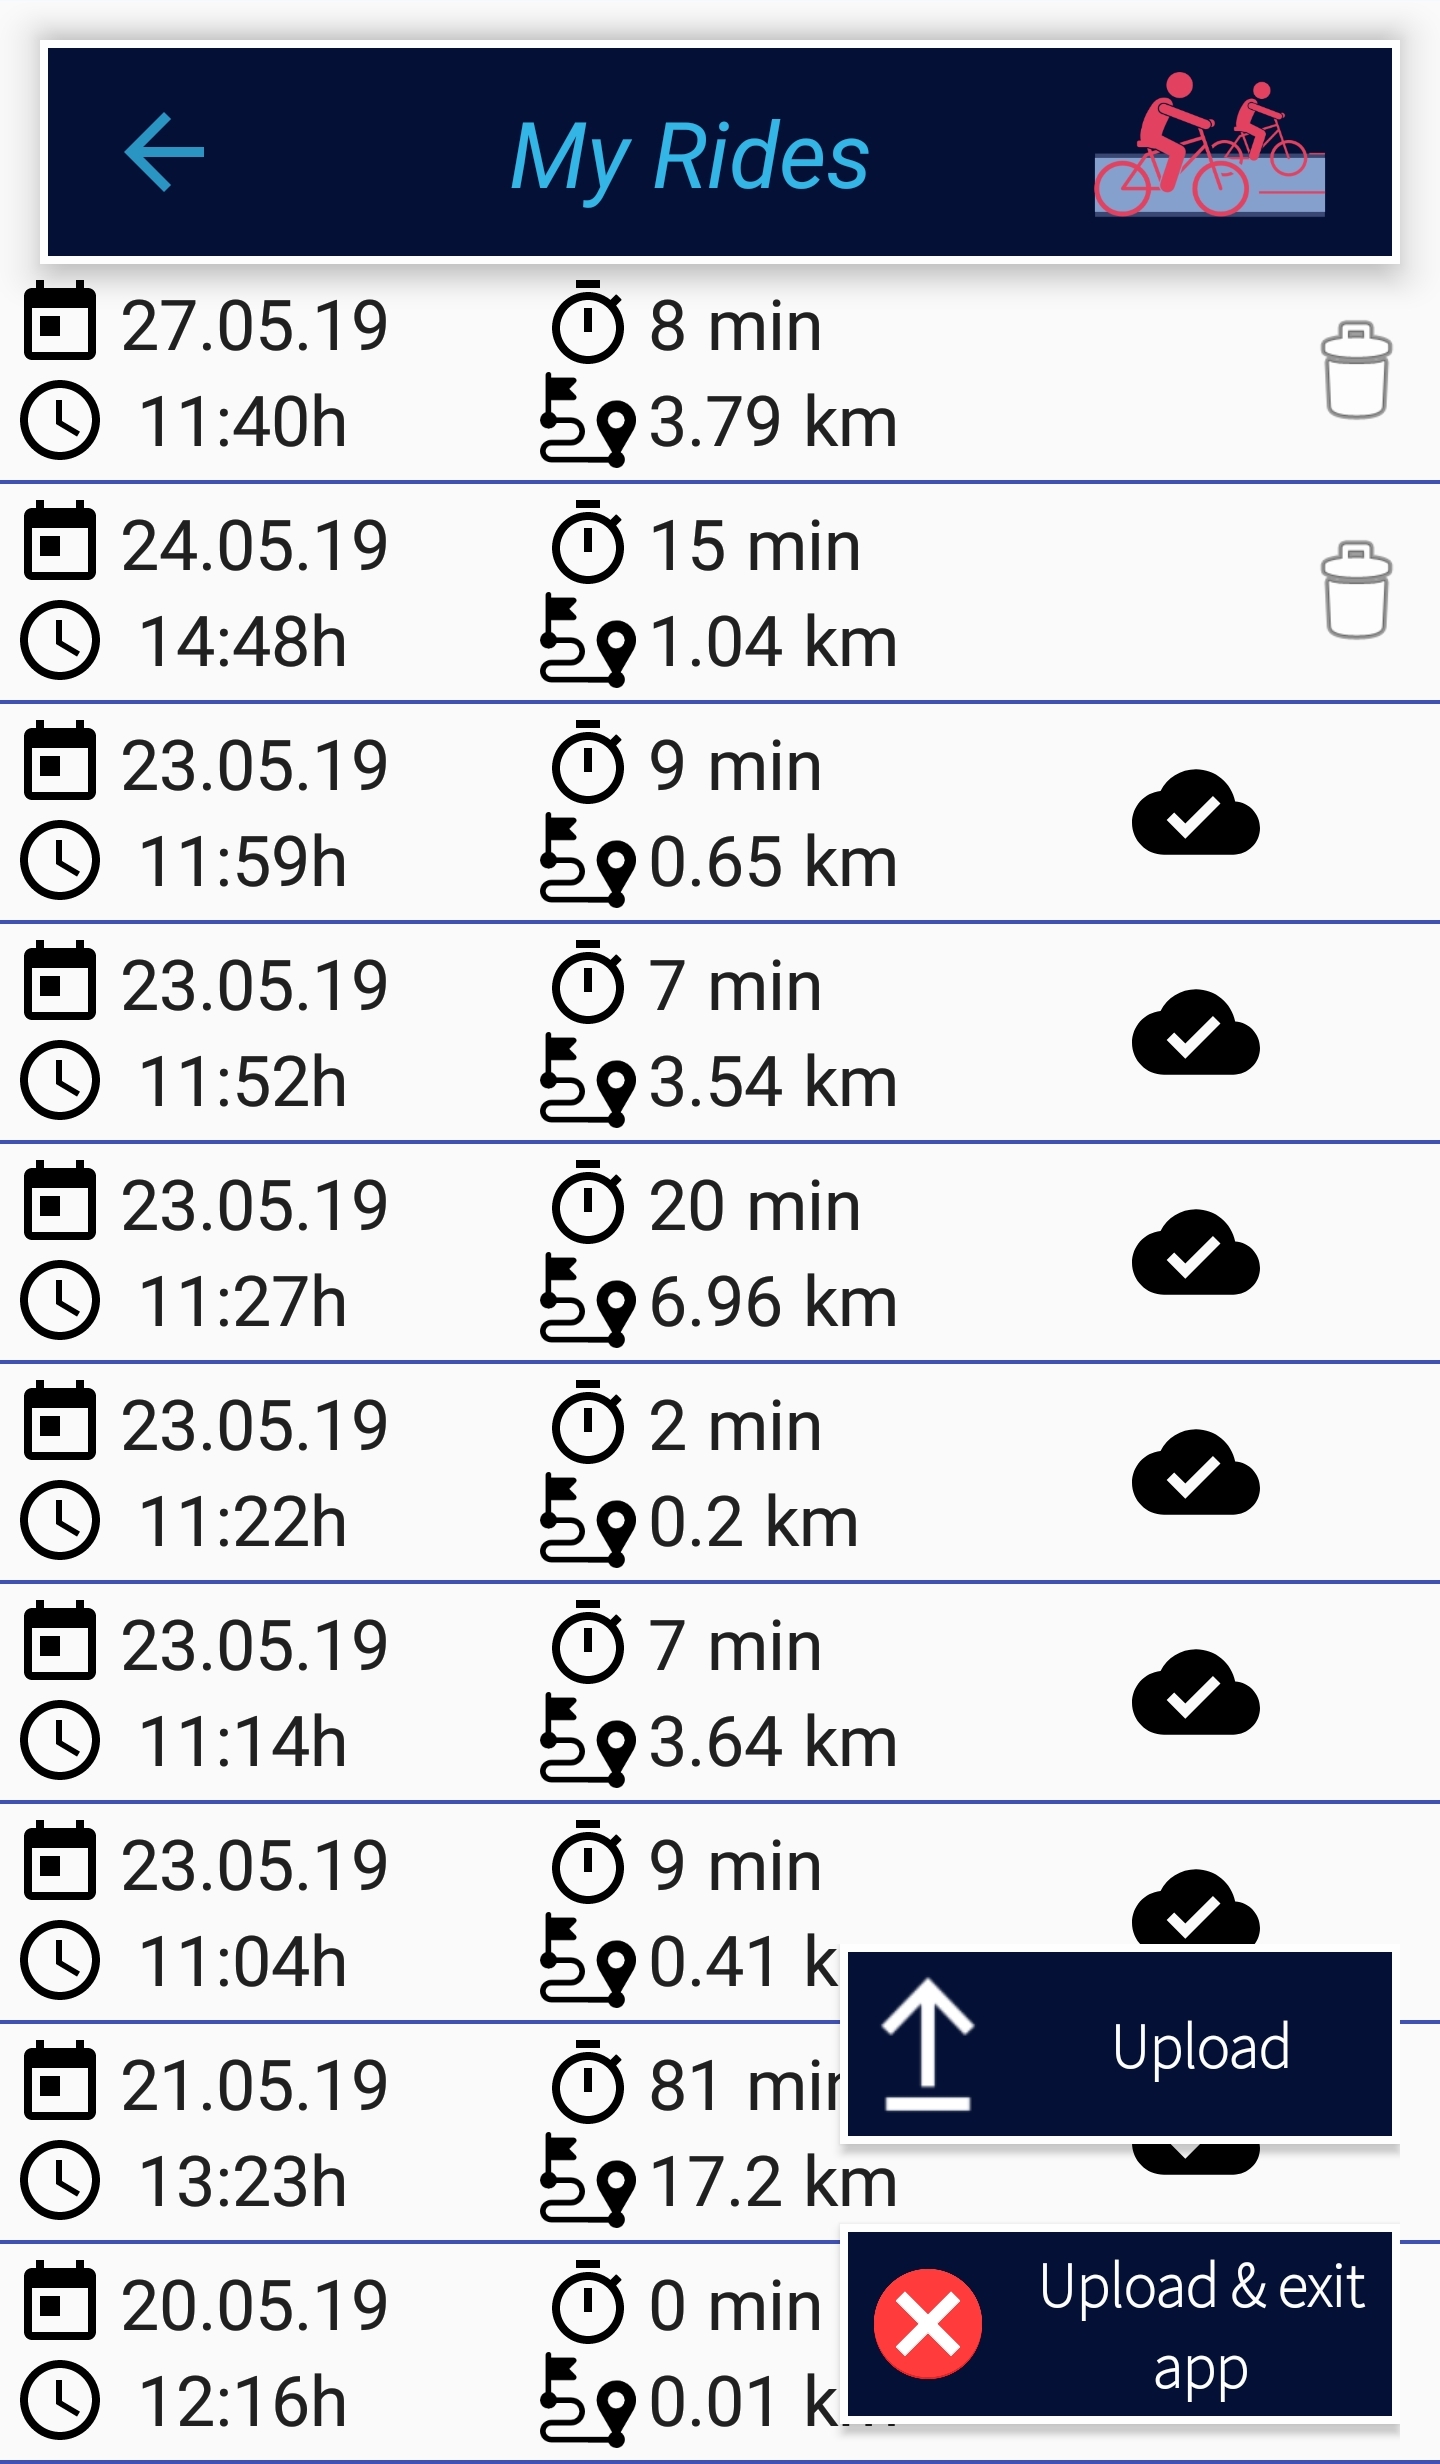 My Rides
27.05.19 8 min
11:40h 3.79 km
24.05.19 15 min
14:48h 1.04 km
23.05.19 9 min
11:59h 0.65 km
23.05.19 7 min
11:52h 3.54 km
23.05.19 20 min
11:27h 6.96 km
23.05.19 2 min
11:22h 0.2 km
23.05.19 7 min
11:14h 3.64 km
23.05.19 9 min
11:04h 0.41 k
Upload
21.05.19 81 min
13:23h 17.2 km
20.05.19 0 min
12:16h 0.01 k
Upload & exit
app